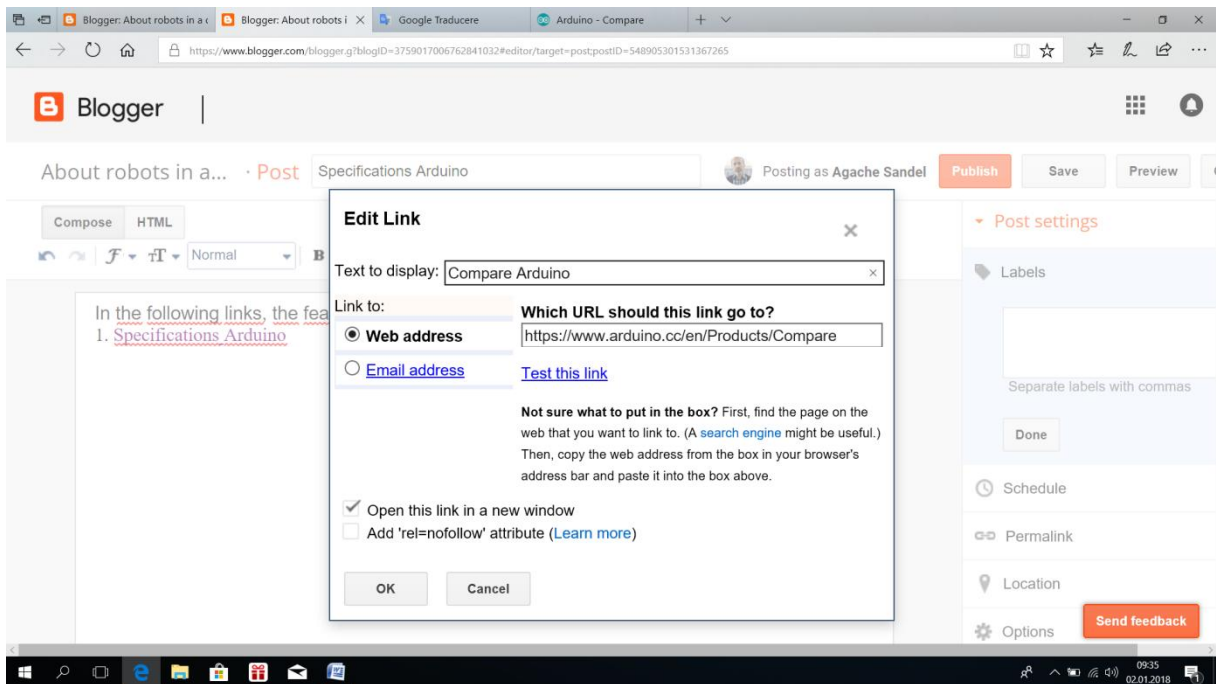 Blogger: About robots in a c
Blogger: About robots i
Google Traducere
Arduino - Compare
https://www.blogger.com/blogger.g?blogID=3759017006762841032#editor/target=post;postID=548905301531367265
Blogger
About robots in a... · Post
Specifications Arduino
Posting as Agache Sandel
Publish
Save
Preview
Compose
HTML
Normal
B
In the following links, the fea
1. Specifications Arduino
Edit Link
Text to display: Compare Arduino
Link to:
Web address
Email address
Which URL should this link go to?
https://www.arduino.cc/en/Products/Compare
Test this link
Not sure what to put in the box? First, find the page on the
web that you want to link to. (A search engine might be useful.)
Then, copy the web address from the box in your browser's
address bar and paste it into the box above.
Open this link in a new window
Add 'rel=nofollow' attribute (Learn more)
OK
Cancel
Post settings
Labels
Separate labels with commas
Done
Schedule
Permalink
Location
Options
Send feedback
09:35
02.01.2018